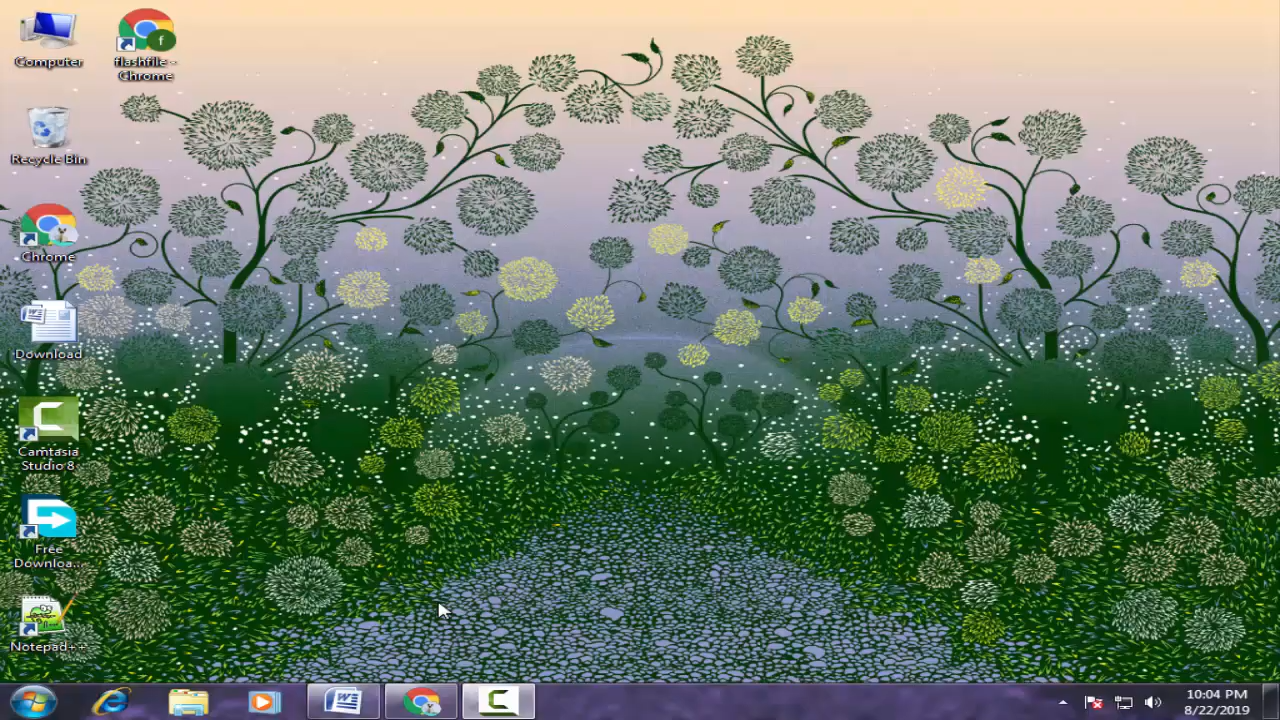 Computer
flashfile -
Chrome
Recycle Bin
Chrome
Download
Camtasia
Studio 8
Free
Downloa...
Notepad++
10:04 PM
8/22/2019